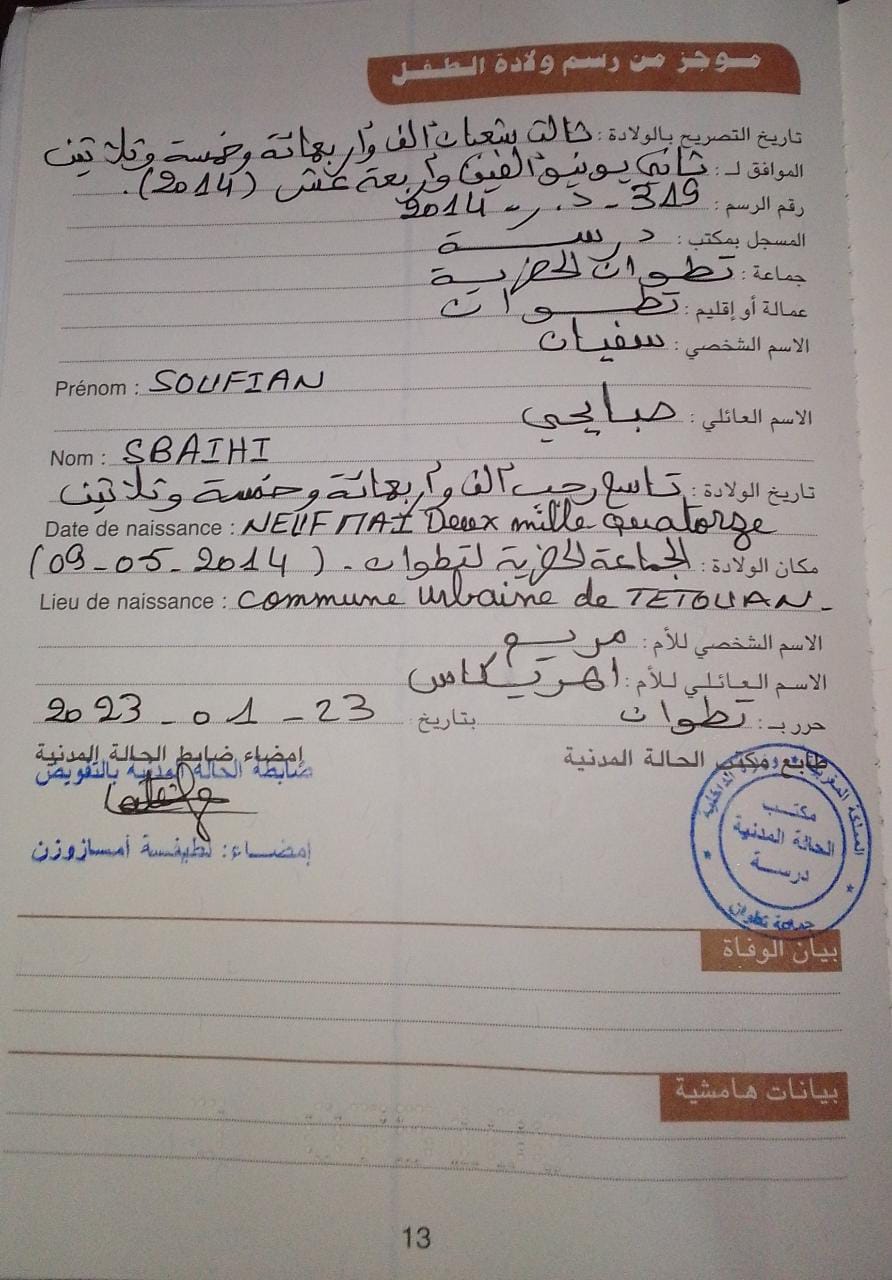 موجز من رسم ولادة الطفل
تاريخ التصريح بالولادة : ثالث شعبان ألف وأربعمائة وخمسة وثلاثين
الموافق لـ : ثاني يونيو ألفين وأربعة عشر (2014).
رقم الرسم : 319 - د.ر - 2014
المسجل بمكتب : درسة
جماعة : تطوان الحضرية
عمالة أو إقليم : تطوان
الاسم الشخصي : سفيان
Prénom : SOUFIAN
الاسم العائلي : صبايحي
Nom : SBAIHI
تاريخ الولادة : تاسع رجب ألف وأربعمائة وخمسة وثلاثين
Date de naissance : NEUF MAI Deux mille quatorze
مكان الولادة : الجماعة الحضرية لتطوان - (09-05-2014)
Lieu de naissance : commune urbaine de TETOUAN -
الاسم الشخصي للأم : مريم
الاسم العائلي للأم : اهريكاس
حرر بـ : تطوان بتاريخ : 23 - 01 - 2023
طابع مكتب الحالة المدنية إمضاء ضابط الحالة المدنية
ضابطة الحالة المدنية بالتفويض
إمضاء : لطيفة أمسازوزن
المملكة المغربية
وزارة الداخلية
مكتب
الحالة المدنية
درسة
جماعة تطوان
بيان الوفاة
بيانات هامشية
13